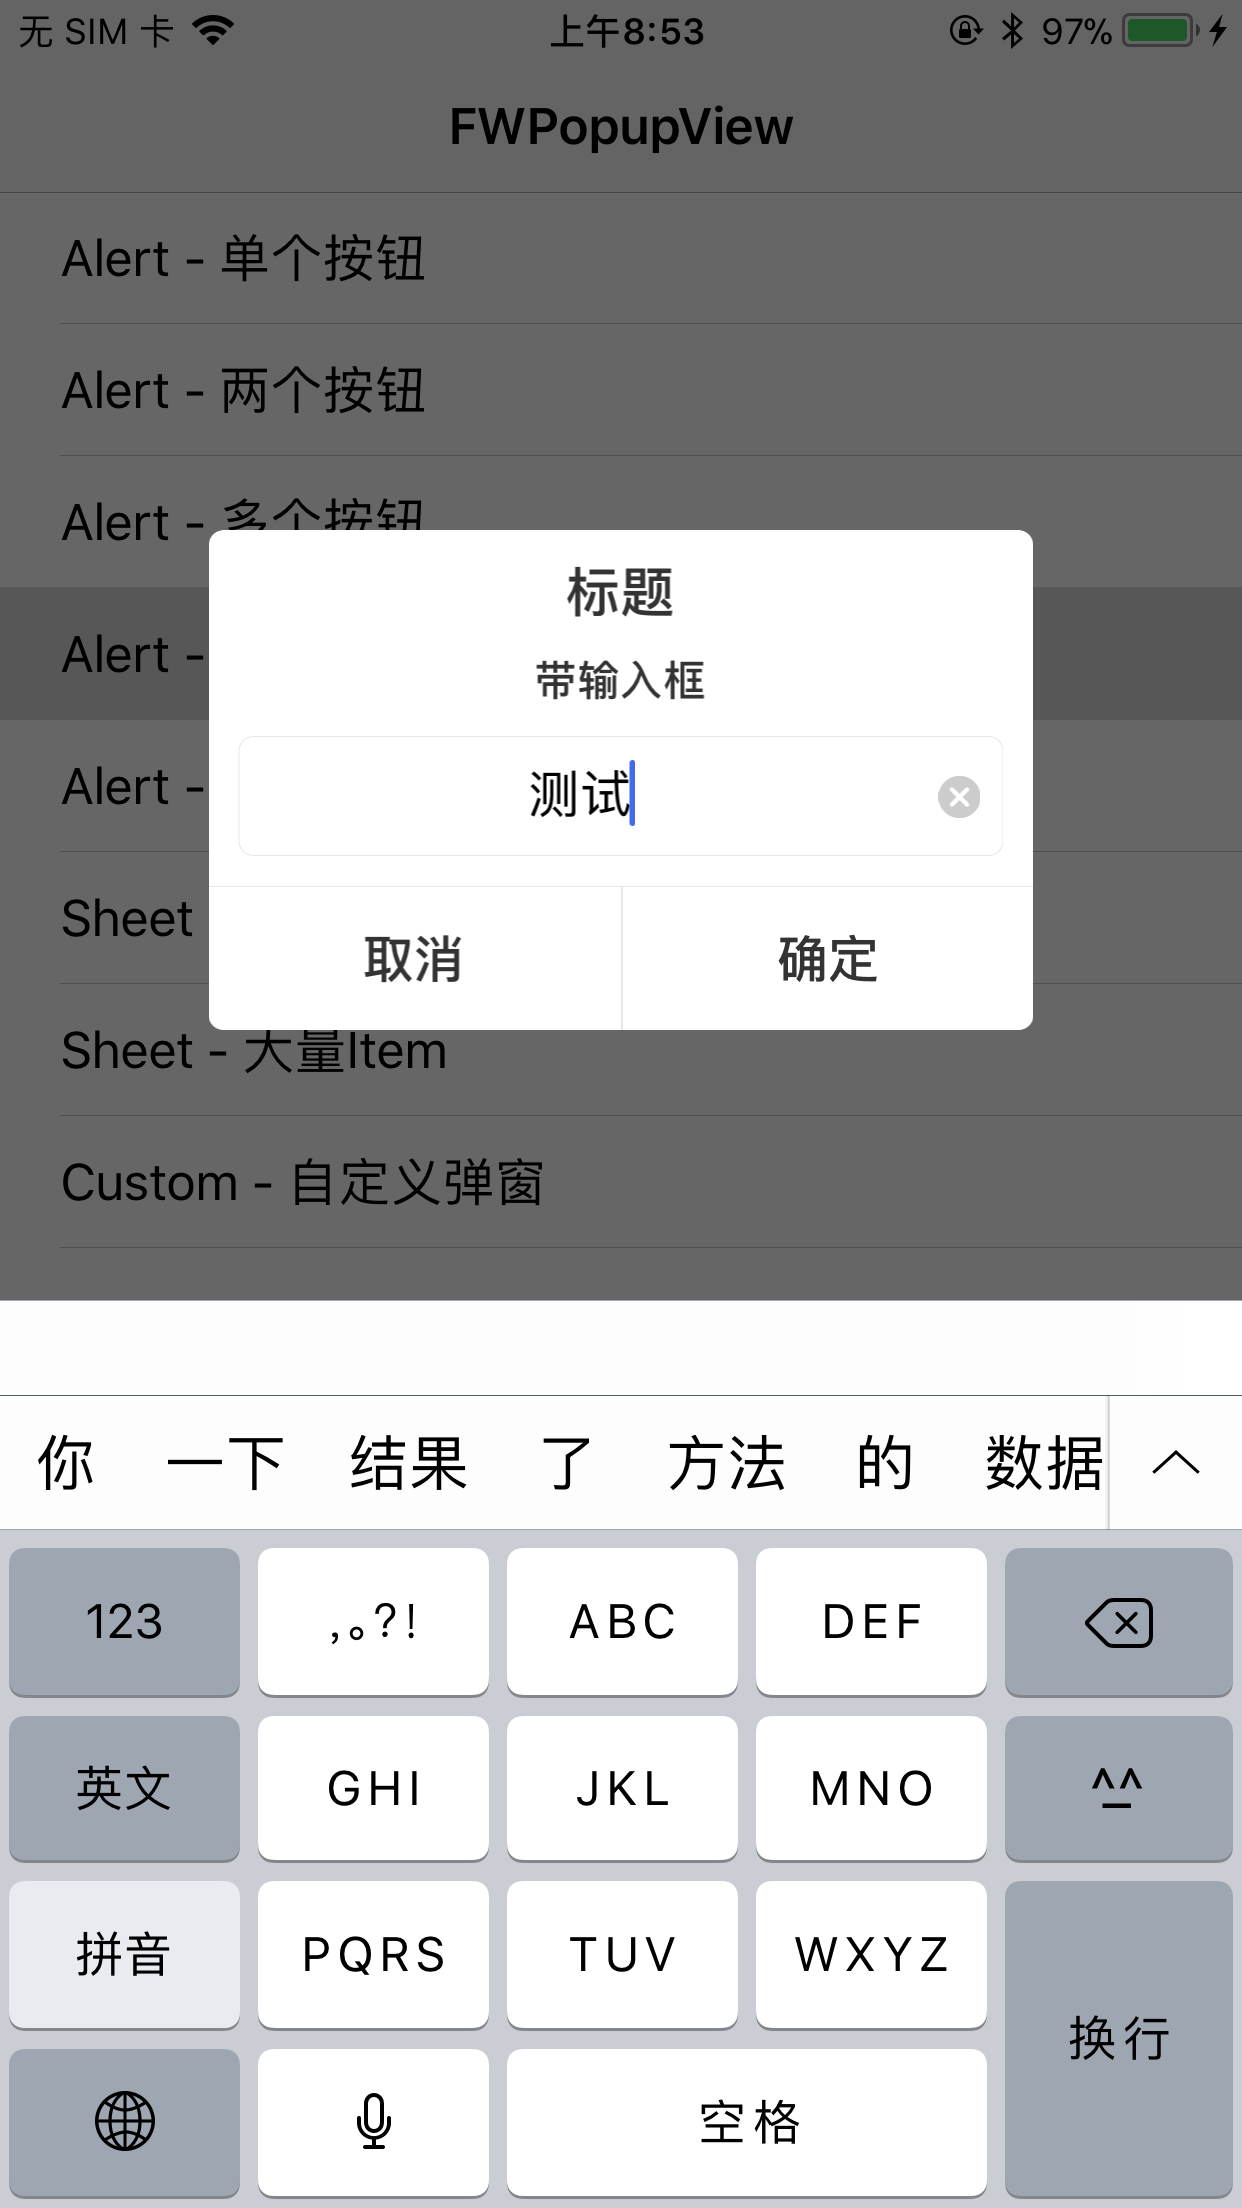 无 SIM 卡 上午8:53 97%
FWPopupView
Alert - 单个按钮
Alert - 两个按钮
Alert - 多个按钮
标题
Alert -
带输入框
Alert -
测试
Sheet
取消 确定
Sheet - 大量Item
Custom - 自定义弹窗
你 一下 结果 了 方法 的 数据
123 ,。?! ABC DEF
英文 GHI JKL MNO ^_^
拼音 PQRS TUV WXYZ
换行
空格